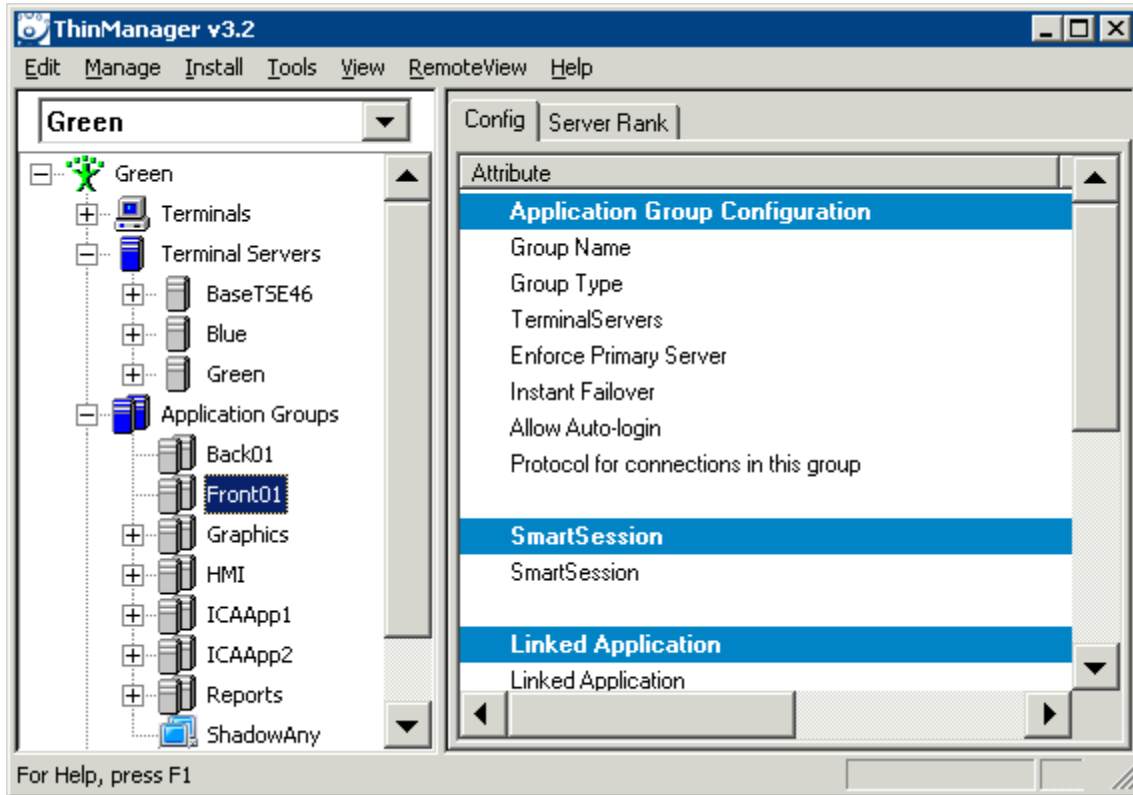 ThinManager v3.2
Edit Manage Install Tools View RemoteView Help
Green
Green
Terminals
Terminal Servers
BaseTSE46
Blue
Green
Application Groups
Back01
Front01
Graphics
HMI
ICAApp1
ICAApp2
Reports
ShadowAny
Config Server Rank
Attribute
Application Group Configuration
Group Name
Group Type
TerminalServers
Enforce Primary Server
Instant Failover
Allow Auto-login
Protocol for connections in this group
SmartSession
SmartSession
Linked Application
Linked Application
For Help, press F1